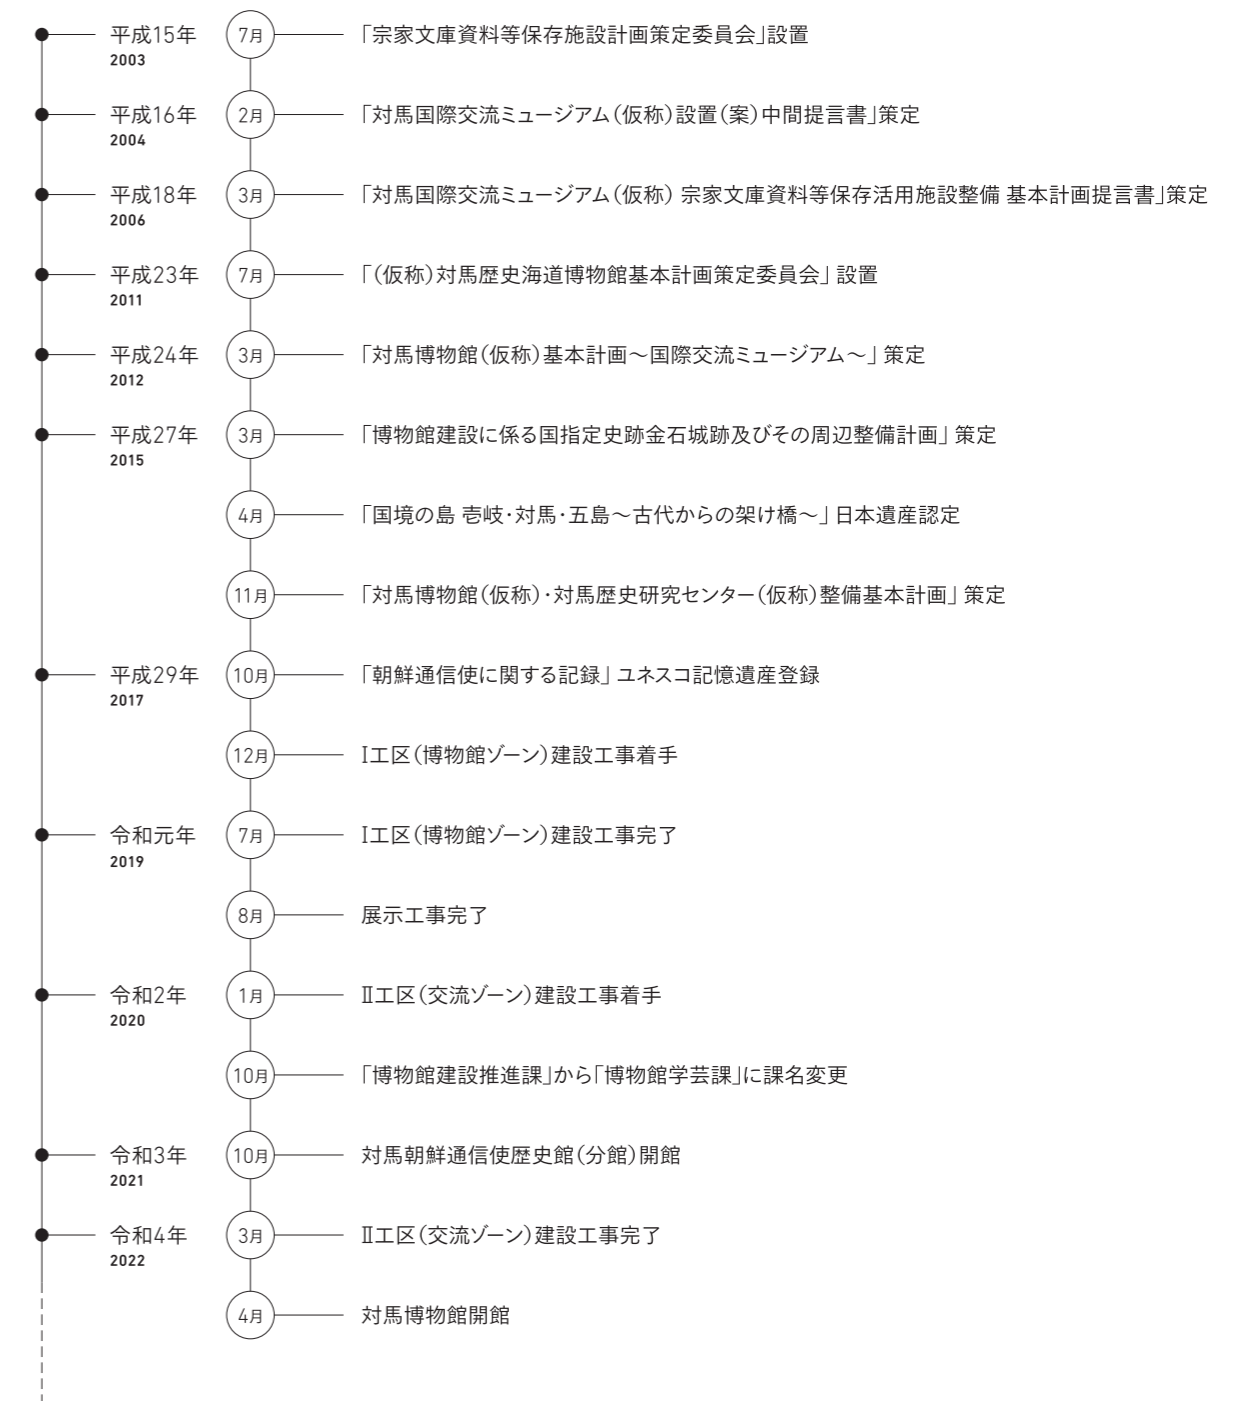 平成15年 7月 「宗家文庫資料等保存施設計画策定委員会」設置
2003
平成16年 2月 「対馬国際交流ミュージアム（仮称）設置（案）中間提言書」策定
2004
平成18年 3月 「対馬国際交流ミュージアム（仮称） 宗家文庫資料等保存活用施設整備 基本計画提言書」策定
2006
平成23年 7月 「（仮称）対馬歴史海道博物館基本計画策定委員会」 設置
2011
平成24年 3月 「対馬博物館（仮称）基本計画～国際交流ミュージアム～」 策定
2012
平成27年 3月 「博物館建設に係る国指定史跡金石城跡及びその周辺整備計画」 策定
2015
4月 「国境の島 壱岐・対馬・五島～古代からの架け橋～」 日本遺産認定
11月 「対馬博物館（仮称）・対馬歴史研究センター（仮称）整備基本計画」 策定
平成29年 10月 「朝鮮通信使に関する記録」 ユネスコ記憶遺産登録
2017
12月 Ⅰ工区（博物館ゾーン）建設工事着手
令和元年 7月 Ⅰ工区（博物館ゾーン）建設工事完了
2019
8月 展示工事完了
令和2年 1月 Ⅱ工区（交流ゾーン）建設工事着手
2020
10月 「博物館建設推進課」から「博物館学芸課」に課名変更
令和3年 10月 対馬朝鮮通信使歴史館（分館）開館
2021
令和4年 3月 Ⅱ工区（交流ゾーン）建設工事完了
2022
4月 対馬博物館開館